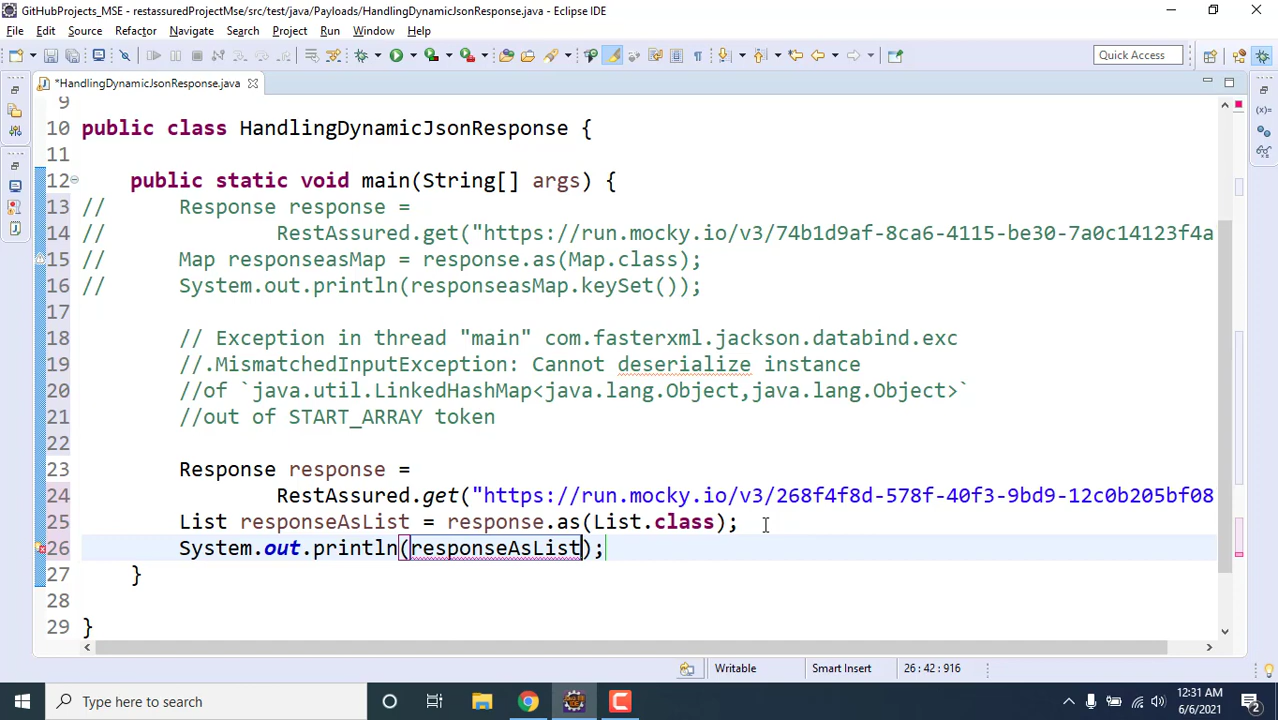 GitHubProjects_MSE - restassuredProjectMse/src/test/java/Payloads/HandlingDynamicJsonResponse.java - Eclipse IDE
File Edit Source Refactor Navigate Search Project Run Window Help
Quick Access
*HandlingDynamicJsonResponse.java
9
10 public class HandlingDynamicJsonResponse {
11
12 public static void main(String[] args) {
13 // Response response =
14 // RestAssured.get("https://run.mocky.io/v3/74b1d9af-8ca6-4115-be30-7a0c14123f4a
15 // Map responseasMap = response.as(Map.class);
16 // System.out.println(responseasMap.keySet());
17
18 // Exception in thread "main" com.fasterxml.jackson.databind.exc
19 //.MismatchedInputException: Cannot deserialize instance
20 //of `java.util.LinkedHashMap<java.lang.Object,java.lang.Object>`
21 //out of START_ARRAY token
22
23 Response response =
24 RestAssured.get("https://run.mocky.io/v3/268f4f8d-578f-40f3-9bd9-12c0b205bf08
25 List responseAsList = response.as(List.class);
26 System.out.println(responseAsList);
27 }
28
29 }
Writable Smart Insert 26 : 42 : 916
Type here to search
12:31 AM
6/6/2021
2